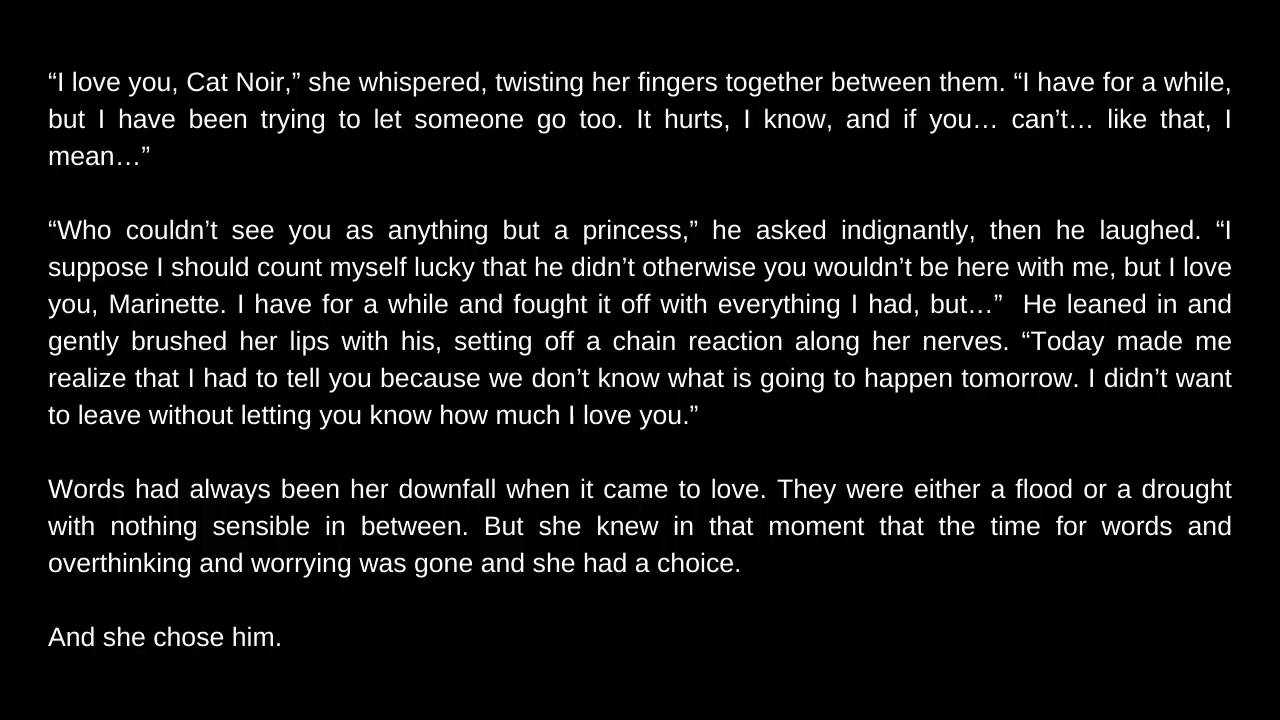 “I love you, Cat Noir,” she whispered, twisting her fingers together between them. “I have for a while,
but I have been trying to let someone go too. It hurts, I know, and if you… can’t… like that, I
mean…”
“Who couldn’t see you as anything but a princess,” he asked indignantly, then he laughed. “I
suppose I should count myself lucky that he didn’t otherwise you wouldn’t be here with me, but I love
you, Marinette. I have for a while and fought it off with everything I had, but…”  He leaned in and
gently brushed her lips with his, setting off a chain reaction along her nerves. “Today made me
realize that I had to tell you because we don’t know what is going to happen tomorrow. I didn’t want
to leave without letting you know how much I love you.”
Words had always been her downfall when it came to love. They were either a flood or a drought
with nothing sensible in between. But she knew in that moment that the time for words and
overthinking and worrying was gone and she had a choice.
And she chose him.